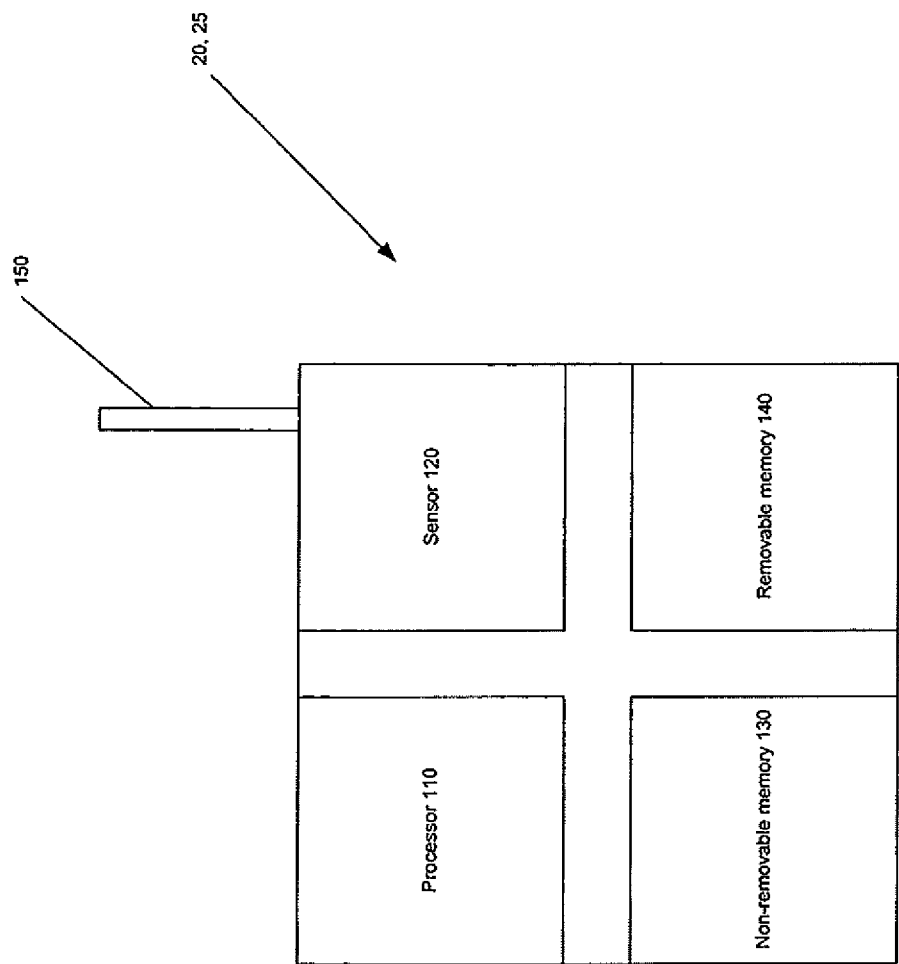 150
20, 25
Processor 110
Sensor 120
Non-removable memory 130
Removable memory 140